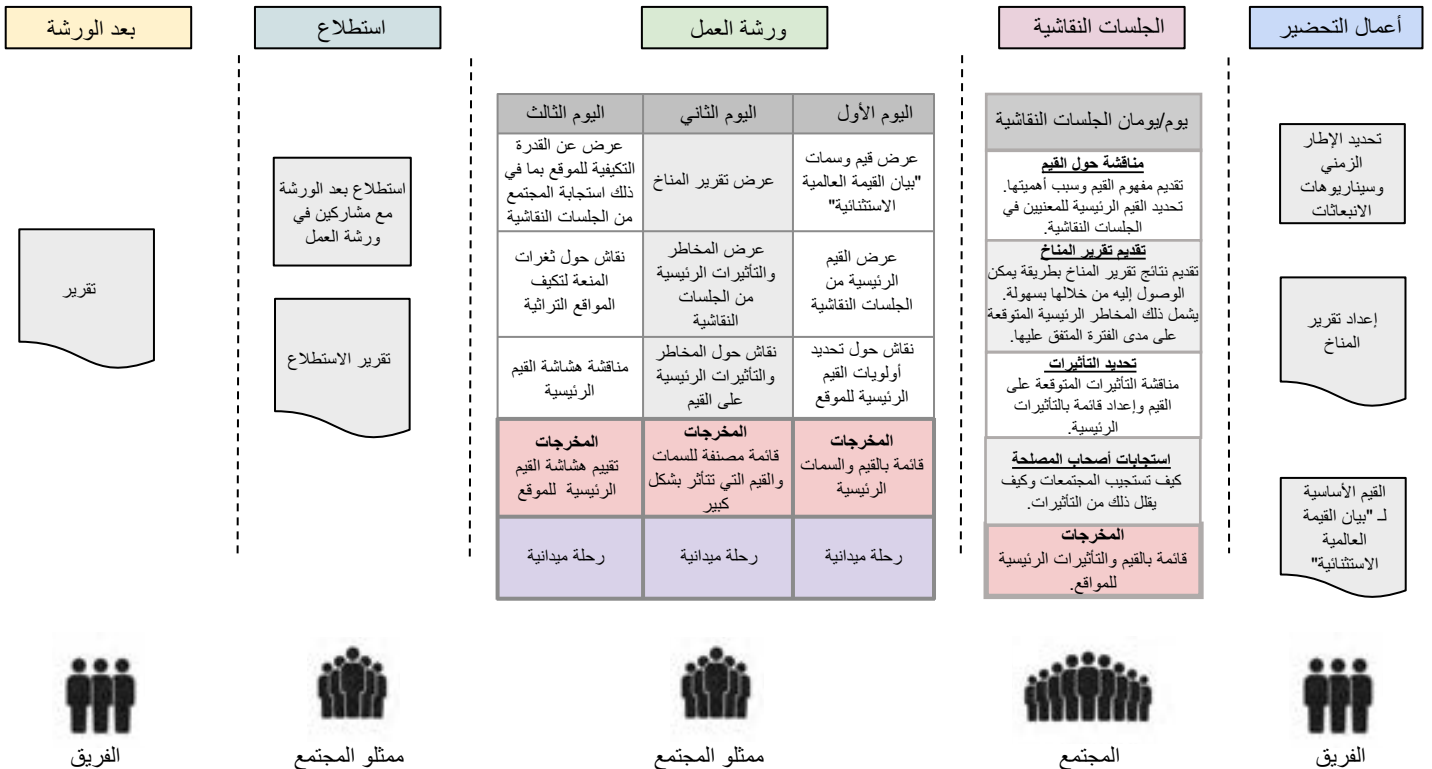 أعمال التحضير
الجلسات النقاشية
ورشة العمل
استطلاع
بعد الورشة
تحديد الإطار
الزمني
وسيناريوهات
الانبعاثات
إعداد تقرير
المناخ
القيم الأساسية
لـ "بيان القيمة
العالمية
الاستثنائية"
يوم/يومان الجلسات النقاشية
مناقشة حول القيم
تقديم مفهوم القيم وسبب أهميتها.
تحديد القيم الرئيسية للمعنيين في
الجلسات النقاشية.
تقديم تقرير المناخ
تقديم نتائج تقرير المناخ بطريقة يمكن
الوصول إليه من خلالها بسهولة.
يشمل ذلك المخاطر الرئيسية المتوقعة
على مدى الفترة المتفق عليها.
تحديد التأثيرات
مناقشة التأثيرات المتوقعة على
القيم وإعداد قائمة بالتأثيرات
الرئيسية.
استجابات أصحاب المصلحة
كيف تستجيب المجتمعات وكيف
يقلل ذلك من التأثيرات.
المخرجات
قائمة بالقيم والتأثيرات الرئيسية
للمواقع.
اليوم الأول
عرض قيم وسمات
"بيان القيمة العالمية
الاستثنائية"
عرض القيم
الرئيسية من
الجلسات النقاشية
نقاش حول تحديد
أولويات القيم
الرئيسية للموقع
المخرجات
قائمة بالقيم والسمات
الرئيسية
رحلة ميدانية
اليوم الثاني
عرض تقرير المناخ
عرض المخاطر
والتأثيرات الرئيسية
من الجلسات
النقاشية
نقاش حول المخاطر
والتأثيرات الرئيسية
على القيم
المخرجات
قائمة مصنفة للسمات
والقيم التي تتأثر بشكل
كبير
رحلة ميدانية
اليوم الثالث
عرض عن القدرة
التكيفية للموقع بما في
ذلك استجابة المجتمع
من الجلسات النقاشية
نقاش حول ثغرات
المنعة لتكيف
المواقع التراثية
مناقشة هشاشة القيم
الرئيسية
المخرجات
تقييم هشاشة القيم
الرئيسية للموقع
رحلة ميدانية
استطلاع بعد الورشة
مع مشاركين في
ورشة العمل
تقرير الاستطلاع
تقرير
الفريق
المجتمع
ممثلو المجتمع
ممثلو المجتمع
الفريق